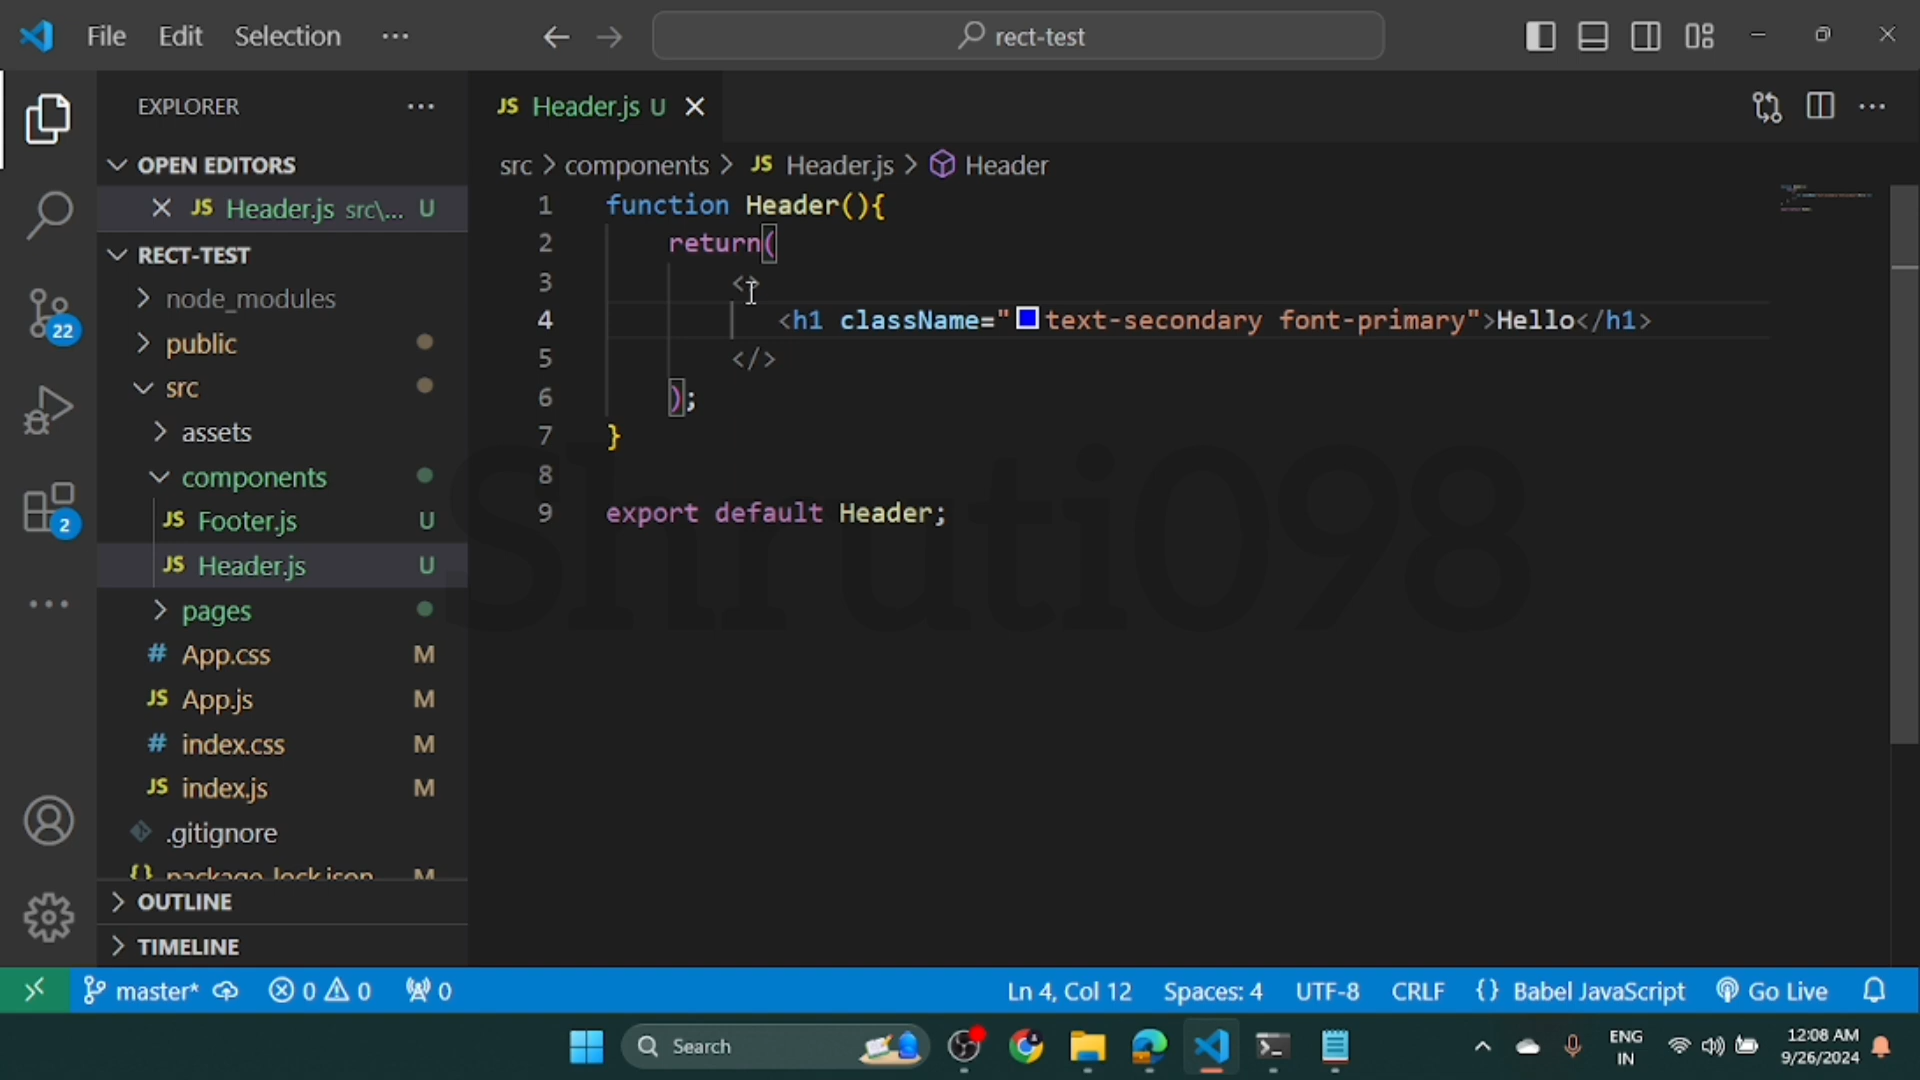 File Edit Selection ··· rect-test
EXPLORER ···
OPEN EDITORS
JS Header.js src\... U
RECT-TEST
node_modules
public
src
assets
components
JS Footer.js U
JS Header.js U
pages
# App.css M
JS App.js M
# index.css M
JS index.js M
.gitignore
{} package-lock.json M
OUTLINE
TIMELINE
22
2
JS Header.js U
src > components > JS Header.js > Header
1 function Header(){
2 return(
3 <>
4 <h1 className="text-secondary font-primary">Hello</h1>
5 </>
6 );
7 }
8
9 export default Header;
Shruti098
master* 0 0 0 Ln 4, Col 12 Spaces: 4 UTF-8 CRLF {} Babel JavaScript Go Live
Search ENG IN 12:08 AM 9/26/2024